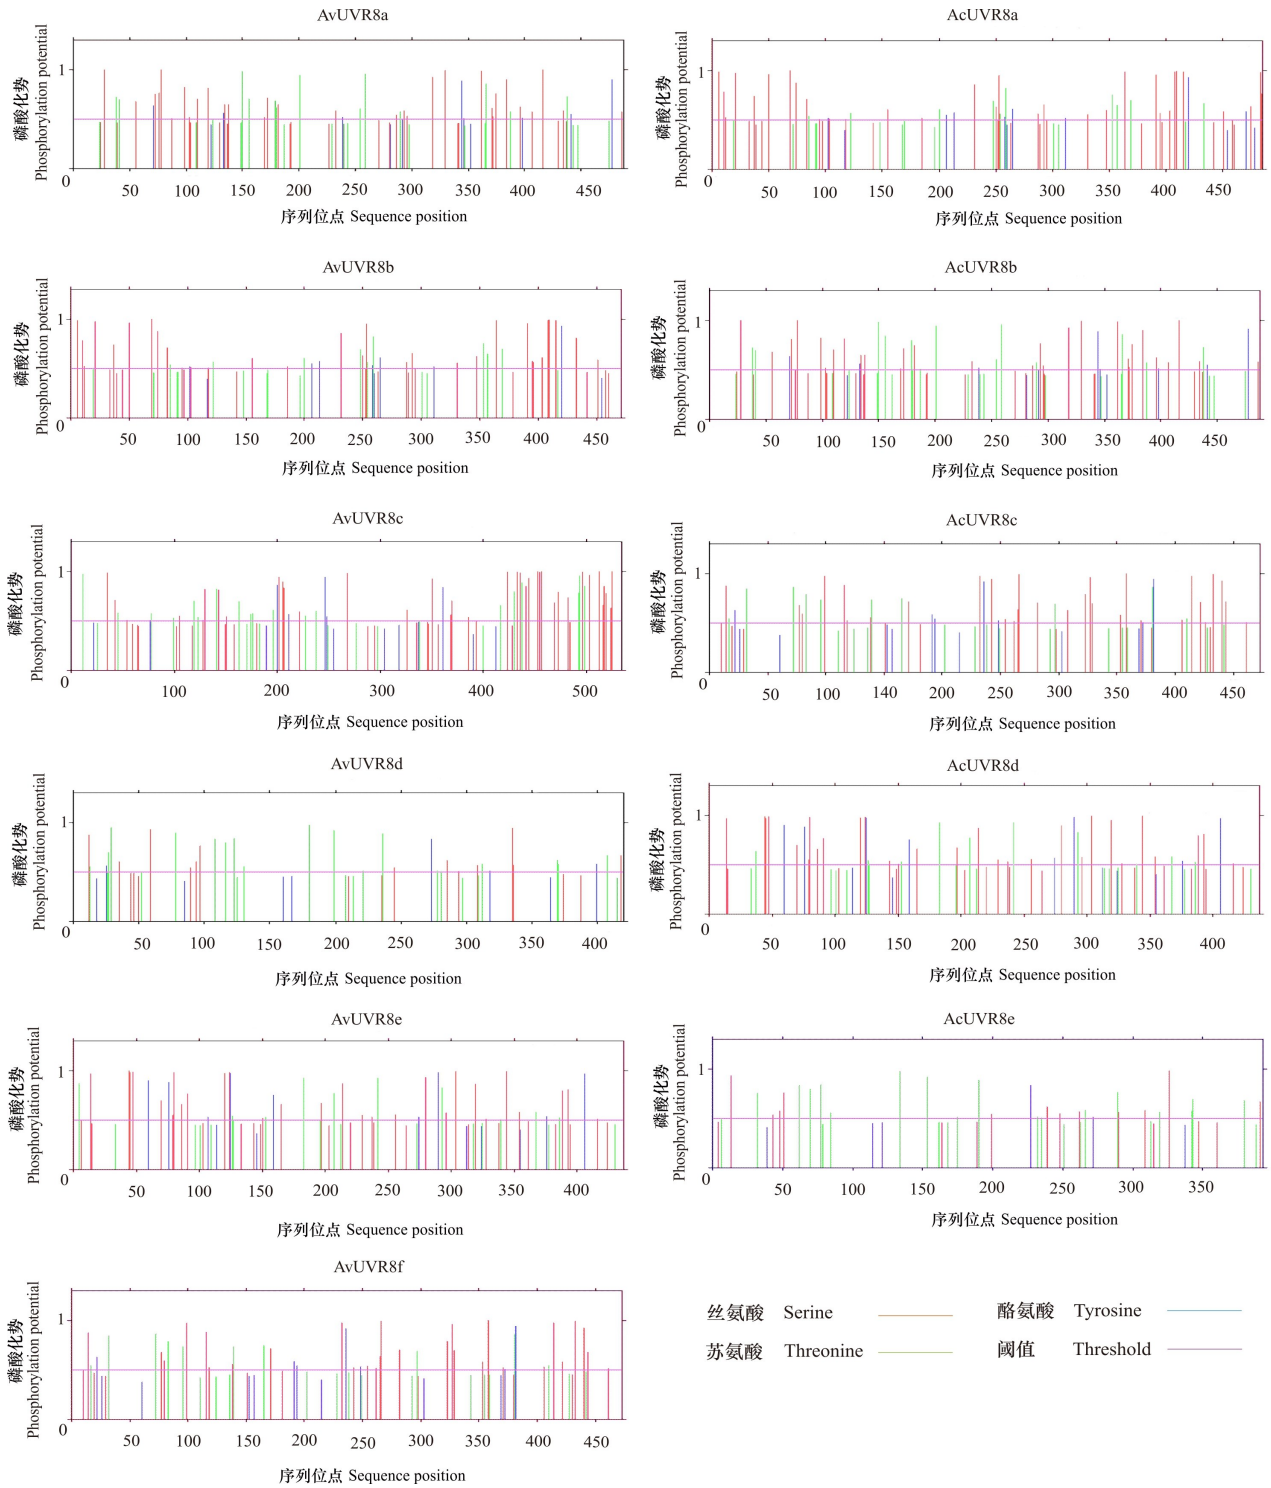 AvUVR8a
磷酸化势
Phosphorylation potential
1
0
50 100 150 200 250 300 350 400 450
序列位点 Sequence position
AcUVR8a
磷酸化势
Phosphorylation potential
1
0
50 100 150 200 250 300 350 400 450
序列位点 Sequence position
AvUVR8b
磷酸化势
Phosphorylation potential
1
0
50 100 150 200 250 300 350 400 450
序列位点 Sequence position
AcUVR8b
磷酸化势
Phosphorylation potential
1
0
50 100 150 200 250 300 350 400 450
序列位点 Sequence position
AvUVR8c
磷酸化势
Phosphorylation potential
1
0
100 200 300 400 500
序列位点 Sequence position
AcUVR8c
磷酸化势
Phosphorylation potential
1
0
50 100 140 200 250 300 350 400 450
序列位点 Sequence position
AvUVR8d
磷酸化势
Phosphorylation potential
1
0
50 100 150 200 250 300 350 400
序列位点 Sequence position
AcUVR8d
磷酸化势
Phosphorylation potential
1
0
50 100 150 200 250 300 350 400
序列位点 Sequence position
AvUVR8e
磷酸化势
Phosphorylation potential
1
0
50 100 150 200 250 300 350 400
序列位点 Sequence position
AcUVR8e
磷酸化势
Phosphorylation potential
1
0
50 100 150 200 250 300 350
序列位点 Sequence position
AvUVR8f
磷酸化势
Phosphorylation potential
1
0
50 100 150 200 250 300 350 400 450
序列位点 Sequence position
丝氨酸 Serine
酪氨酸 Tyrosine
苏氨酸 Threonine
阈值 Threshold